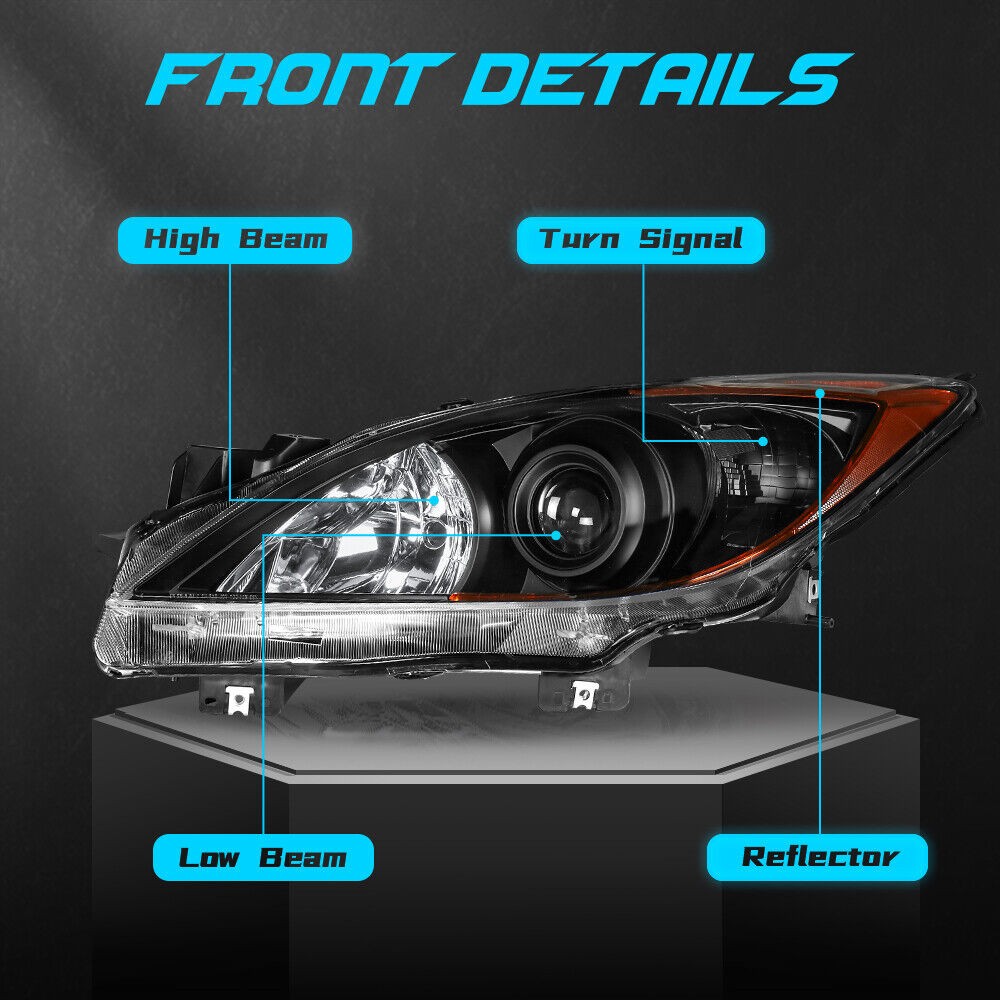 FRONT DETAILS
High Beam
Turn Signal
Low Beam
Reflector